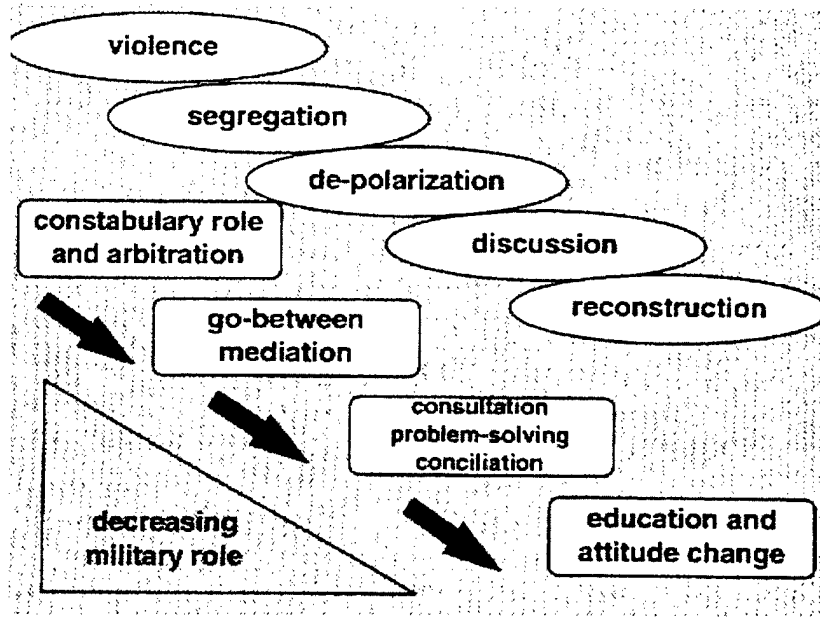 violence
segregation
de-polarization
constabulary role
and arbitration
discussion
reconstruction
go-between
mediation
consultation
problem-solving
conciliation
decreasing
military role
education and
attitude change